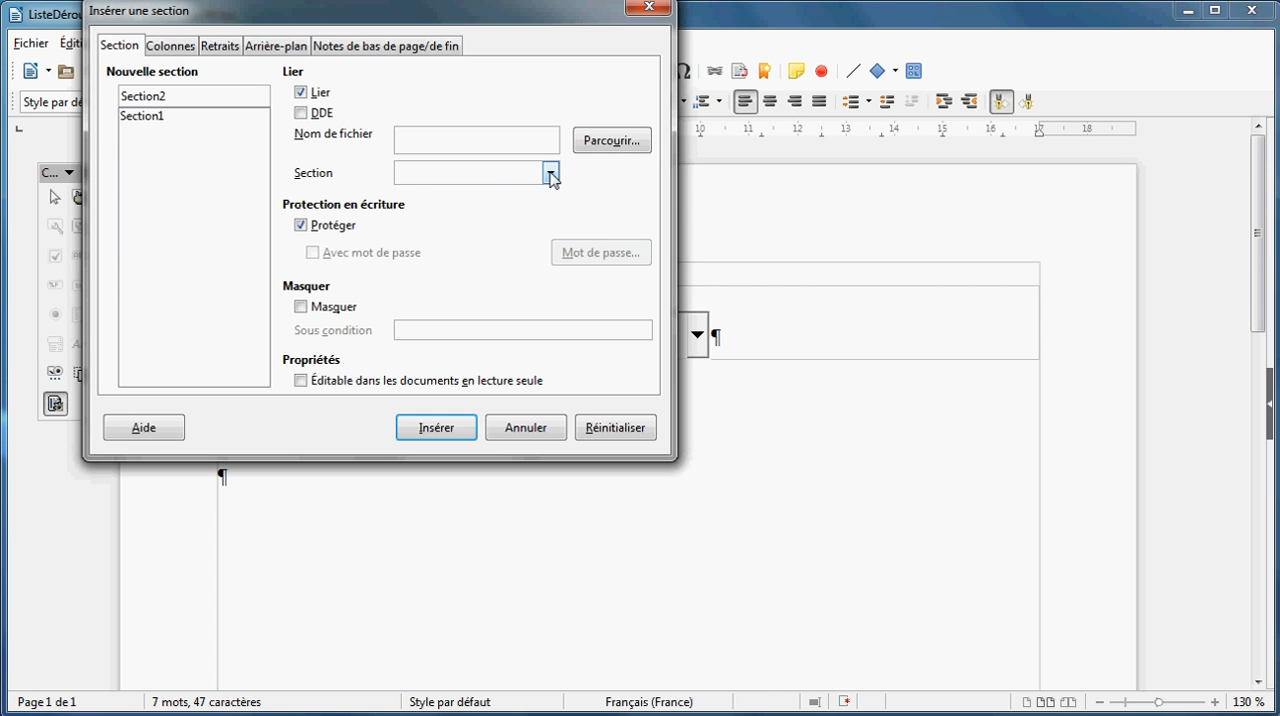 ListeDérou
Insérer une section
Fichier Éditi
Style par dé
Section Colonnes Retraits Arrière-plan Notes de bas de page/de fin
Nouvelle section
Section2
Section1
Lier
Lier
DDE
Nom de fichier
Parcourir...
Section
Protection en écriture
Protéger
Avec mot de passe
Mot de passe...
Masquer
Masquer
Sous condition
Propriétés
Éditable dans les documents en lecture seule
Aide
Insérer
Annuler
Réinitialiser
C...
10 11 12 13 14 15 16 17 18
¶
¶
Page 1 de 1
7 mots, 47 caractères
Style par défaut
Français (France)
130 %